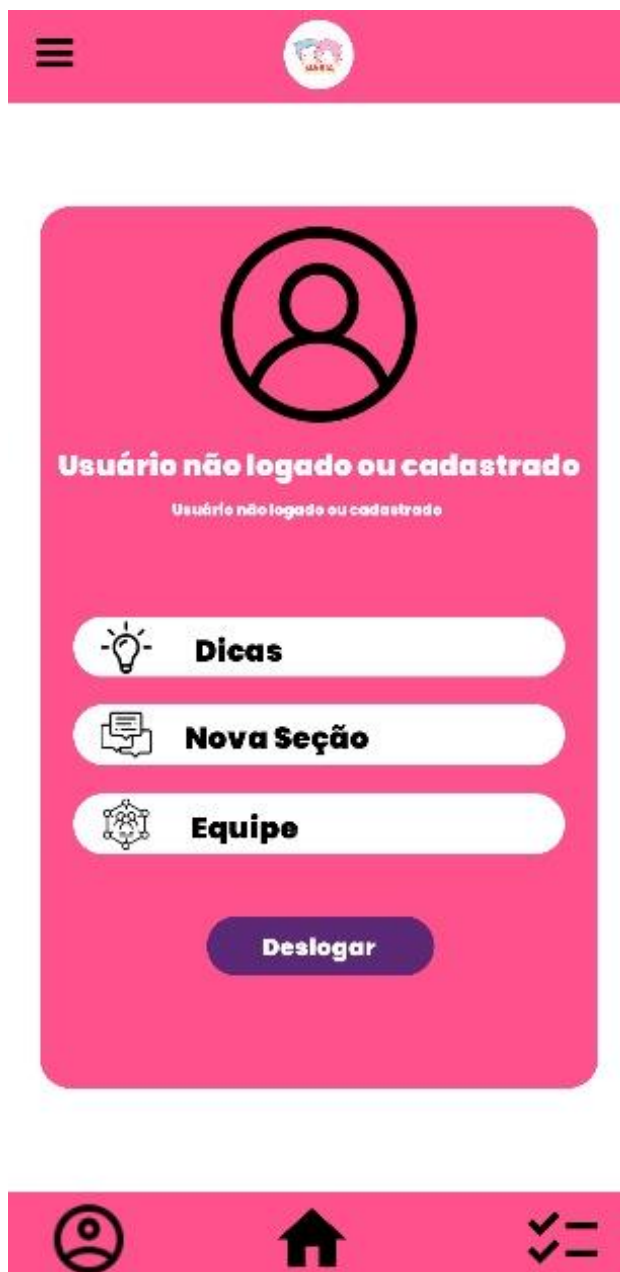 Usuário não logado ou cadastrado
Usuário não logado ou cadastrado
Dicas
Nova Seção
Equipe
Deslogar